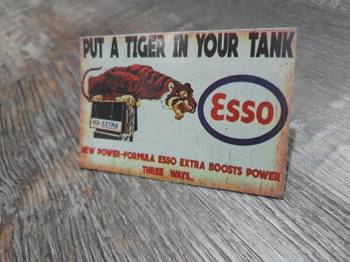 PUT A TIGER IN YOUR TANK
Esso
EXTRA
NEW POWER-FORMULA ESSO EXTRA BOOSTS POWER
THREE WAYS..